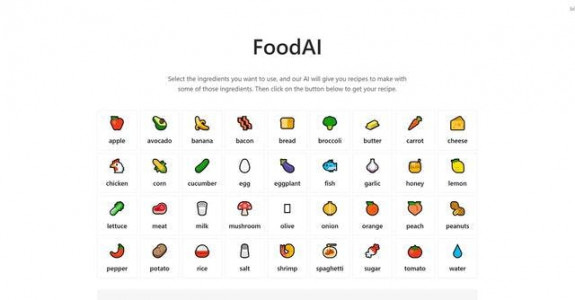 FoodAI
Select the ingredients you want to use, and our AI will give you recipes to make with
some of those ingredients. Then click on the button below to get your recipe.
apple avocado banana bacon bread broccoli butter carrot cheese
chicken corn cucumber egg eggplant fish garlic honey lemon
lettuce meat milk mushroom olive onion orange peach peanuts
pepper potato rice salt shrimp spaghetti sugar tomato water